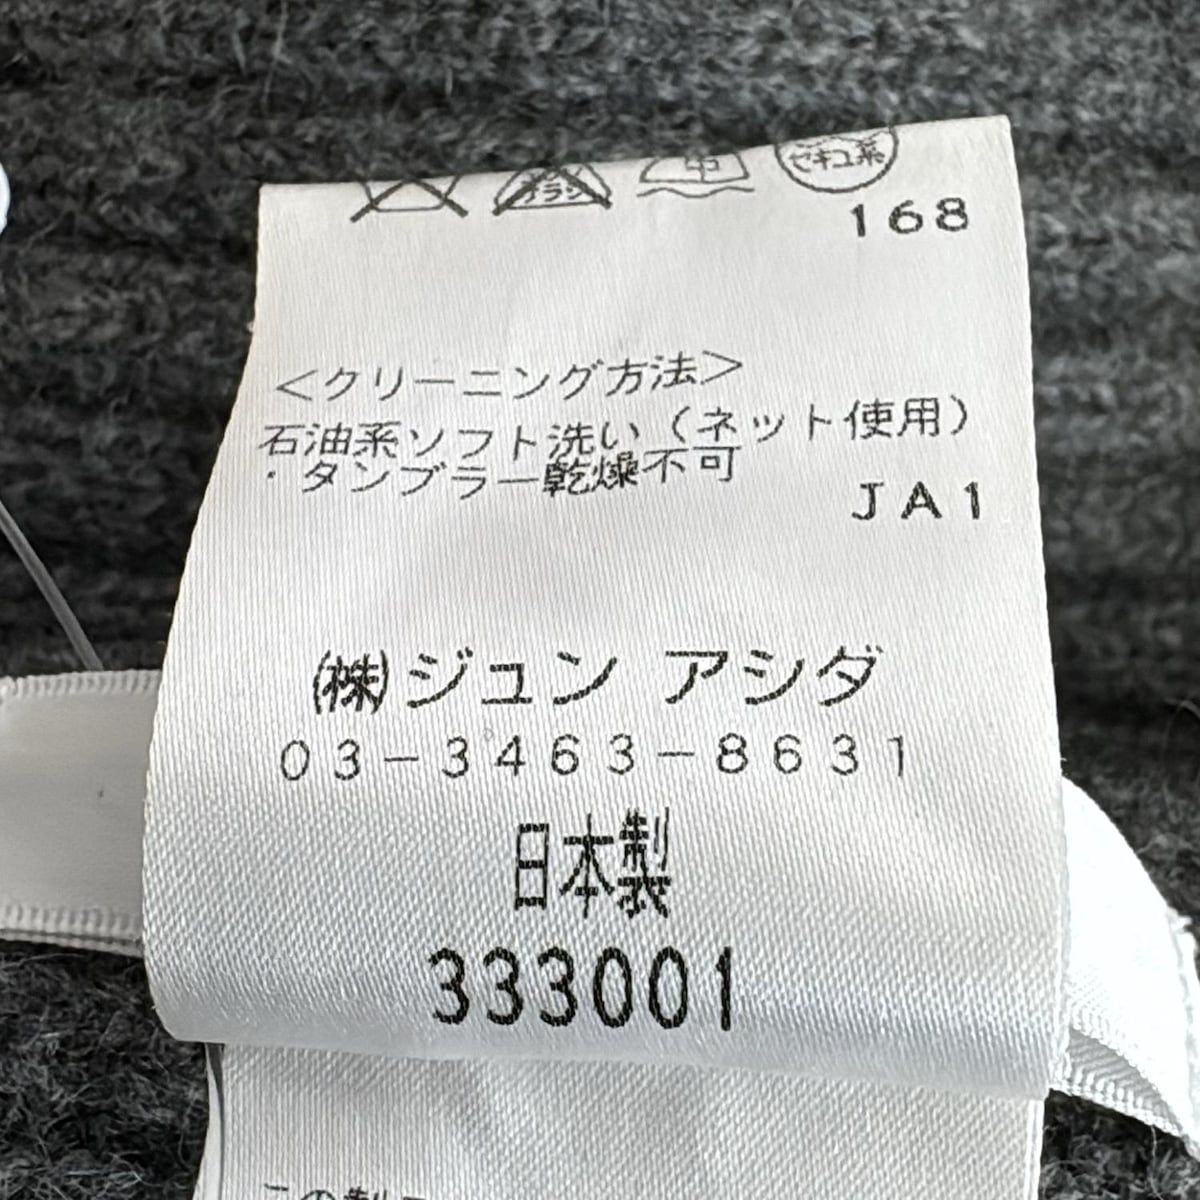 中
セキユ系
168
<クリーニング方法>
石油系ソフト洗い(ネット使用)
・タンブラー乾燥不可
JA1
(株)ジュン アシダ
03-3463-8631
日本製
333001